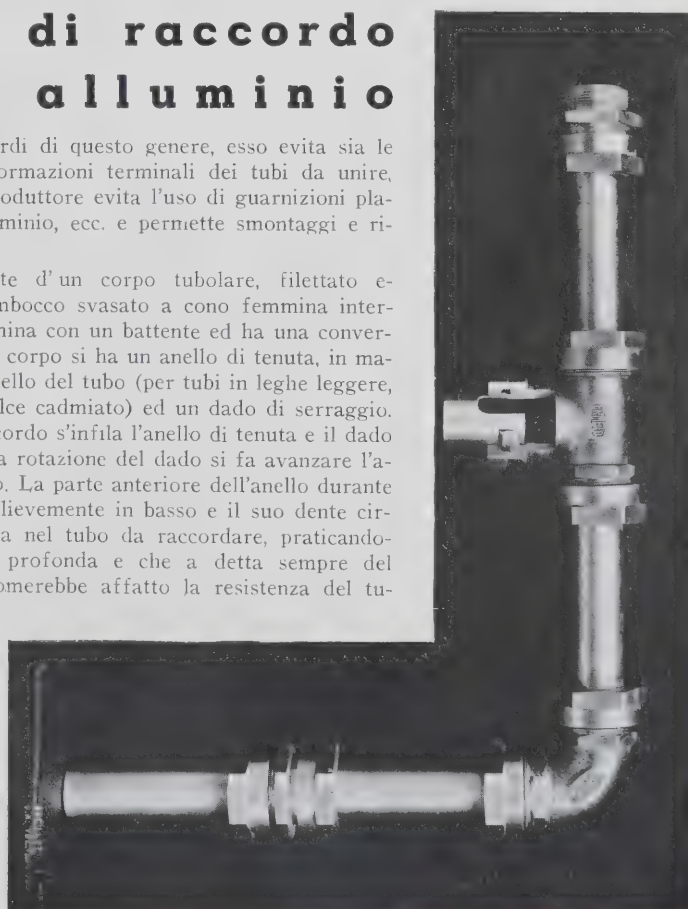 di raccordo
alluminio
rdi di questo genere, esso evita sia le
ormazioni terminali dei tubi da unire,
oduttore evita l'uso di guarnizioni pla-
minio, ecc. e permette smontaggi e ri-
te d'un corpo tubolare, filettato e-
mbocco svasato a cono femmina inter-
nina con un battente ed ha una conver-
corpo si ha un anello di tenuta, in ma-
ello del tubo (per tubi in leghe leggere,
lce cadmiato) ed un dado di serraggio.
cordo s'infila l'anello di tenuta e il dado
a rotazione del dado si fa avanzare l'a-
o. La parte anteriore dell'anello durante
lievemente in basso e il suo dente cir-
a nel tubo da raccordare, praticando-
profonda e che a detta sempre del
omerebbe affatto la resistenza del tu-